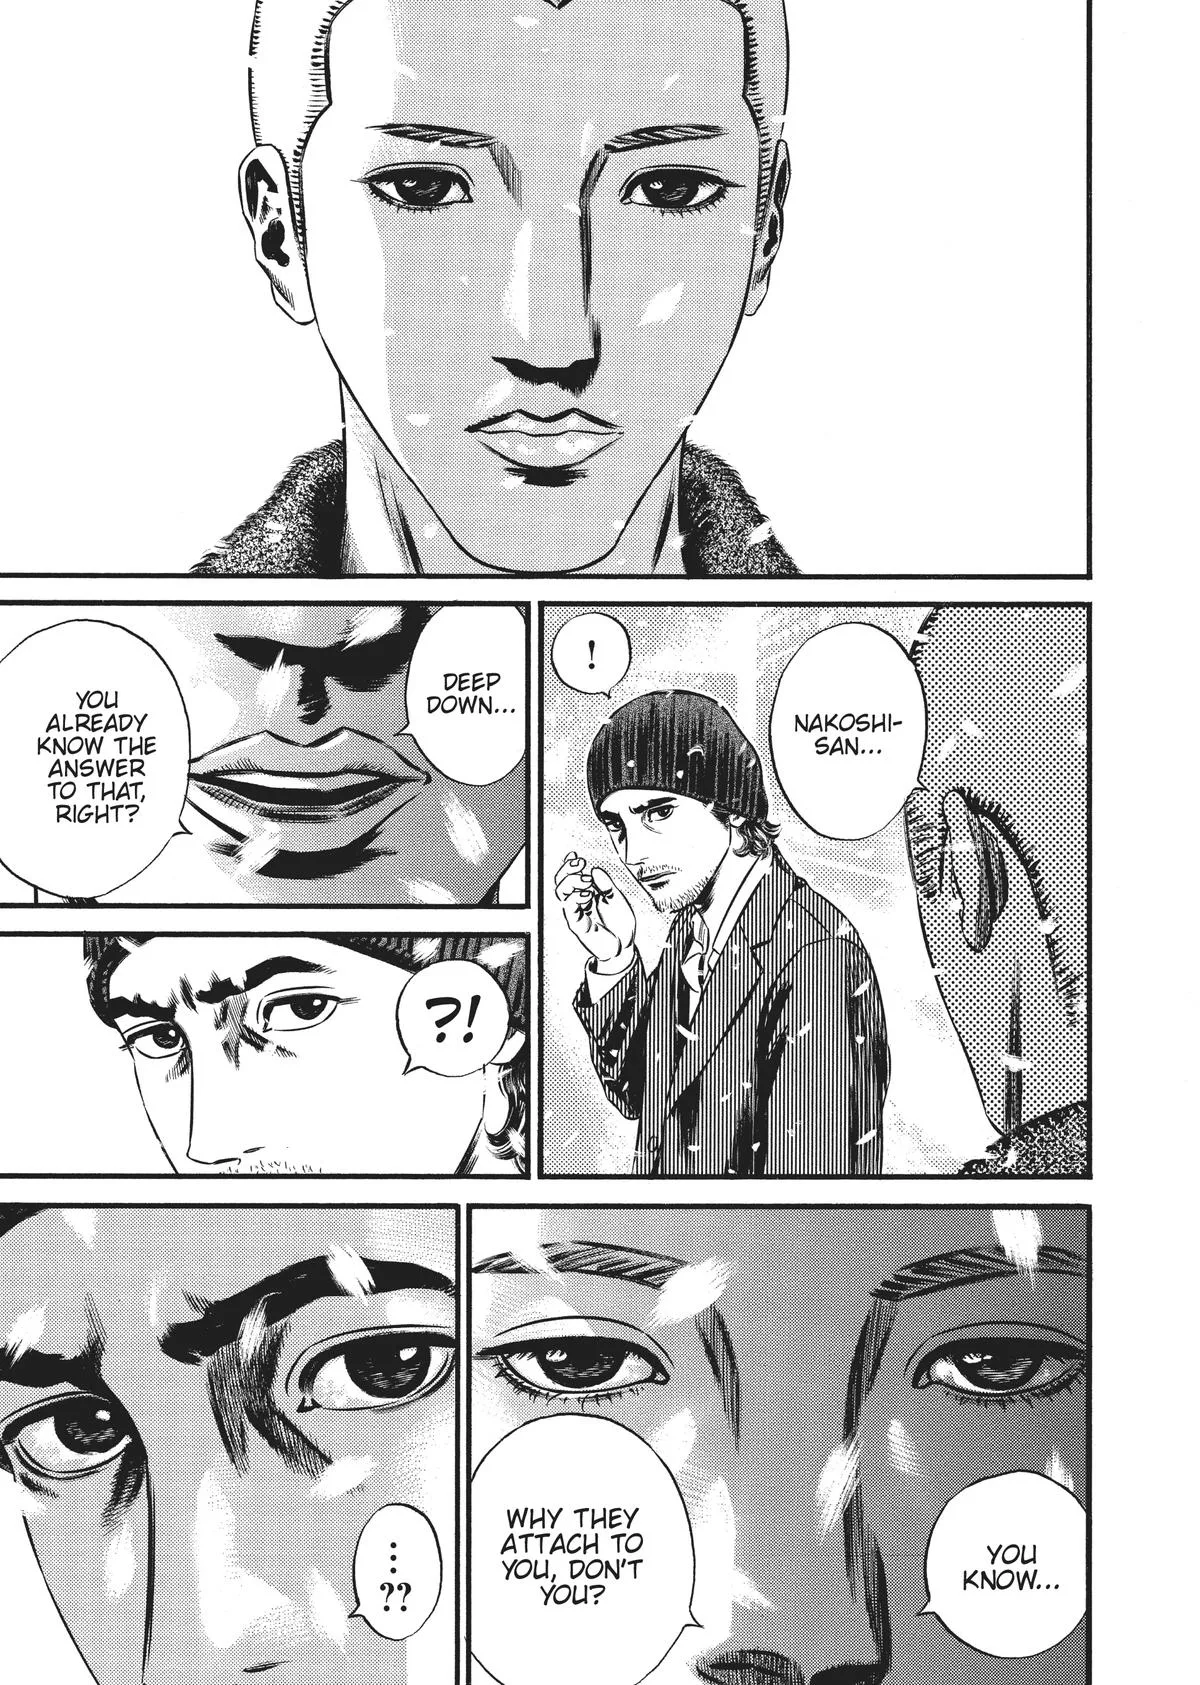 !
NAKOSHI-
SAN...
DEEP
DOWN...
YOU
ALREADY
KNOW THE
ANSWER
TO THAT,
RIGHT?
?!
YOU
KNOW...
WHY THEY
ATTACH TO
YOU, DON'T
YOU?
...
??